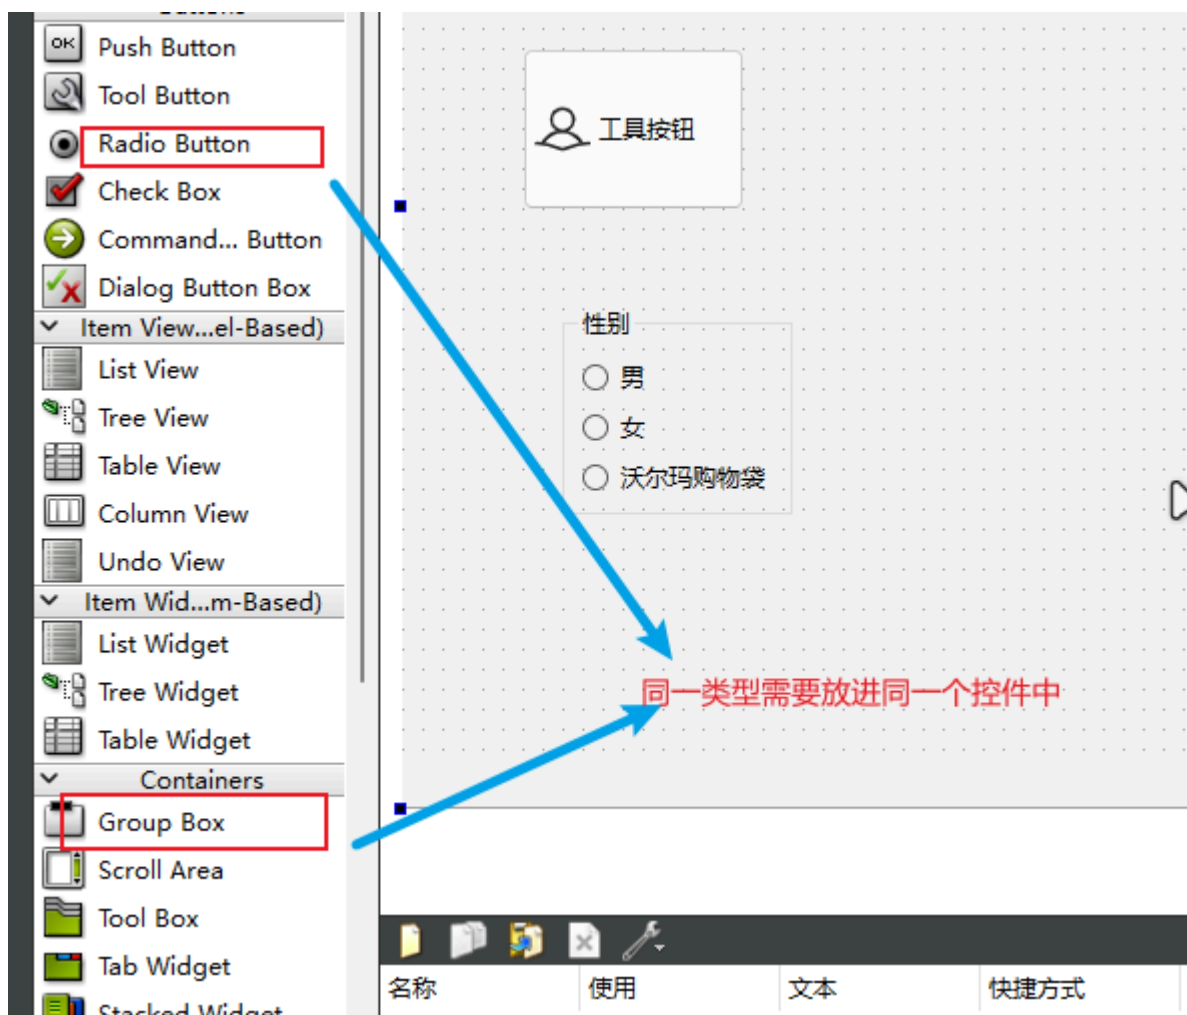 OK
Push Button
Tool Button
Radio Button
Check Box
Command... Button
Dialog Button Box
Item View...el-Based)
List View
Tree View
Table View
Column View
Undo View
Item Wid...m-Based)
List Widget
Tree Widget
Table Widget
Containers
Group Box
Scroll Area
Tool Box
Tab Widget
Stacked Widget
工具按钮
性别
男
女
沃尔玛购物袋
同一类型需要放进同一个控件中
名称 使用 文本 快捷方式